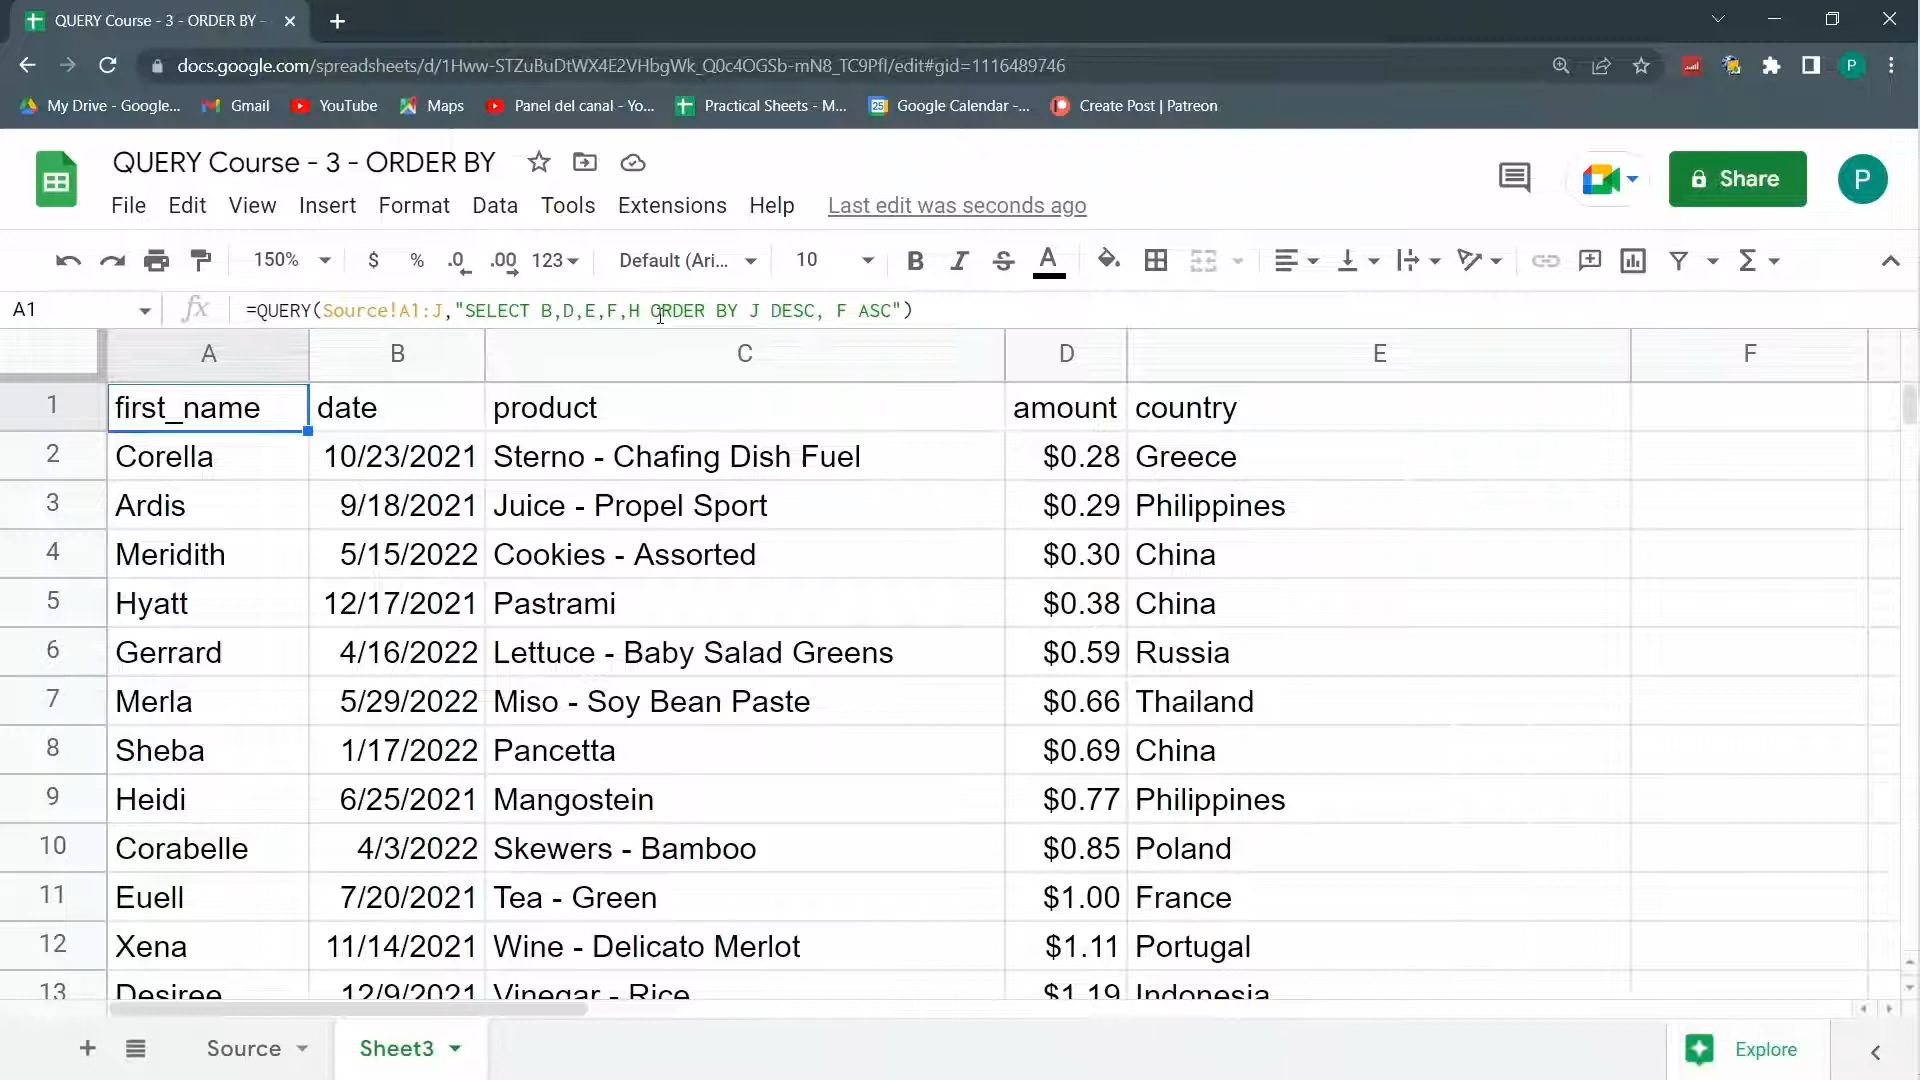 QUERY Course - 3 - ORDER BY -
docs.google.com/spreadsheets/d/1Hww-STZuBuDtWX4E2VHbgWk_Q0c4OGSb-mN8_TC9PfI/edit#gid=1116489746
P
My Drive - Google... Gmail YouTube Maps Panel del canal - Yo... Practical Sheets - M... 25 Google Calendar -... Create Post | Patreon
QUERY Course - 3 - ORDER BY
Share P
File Edit View Insert Format Data Tools Extensions Help Last edit was seconds ago
150% $ % .0 .00 123 Default (Ari... 10 B I S A Σ
A1 fx =QUERY(Source!A1:J,"SELECT B,D,E,F,H ORDER BY J DESC, F ASC")
A B C D E F
1 first_name date product amount country
2 Corella 10/23/2021 Sterno - Chafing Dish Fuel $0.28 Greece
3 Ardis 9/18/2021 Juice - Propel Sport $0.29 Philippines
4 Meridith 5/15/2022 Cookies - Assorted $0.30 China
5 Hyatt 12/17/2021 Pastrami $0.38 China
6 Gerrard 4/16/2022 Lettuce - Baby Salad Greens $0.59 Russia
7 Merla 5/29/2022 Miso - Soy Bean Paste $0.66 Thailand
8 Sheba 1/17/2022 Pancetta $0.69 China
9 Heidi 6/25/2021 Mangostein $0.77 Philippines
10 Corabelle 4/3/2022 Skewers - Bamboo $0.85 Poland
11 Euell 7/20/2021 Tea - Green $1.00 France
12 Xena 11/14/2021 Wine - Delicato Merlot $1.11 Portugal
13 Desiree 12/9/2021 Vinegar - Rice $1.19 Indonesia
+ Source Sheet3 Explore